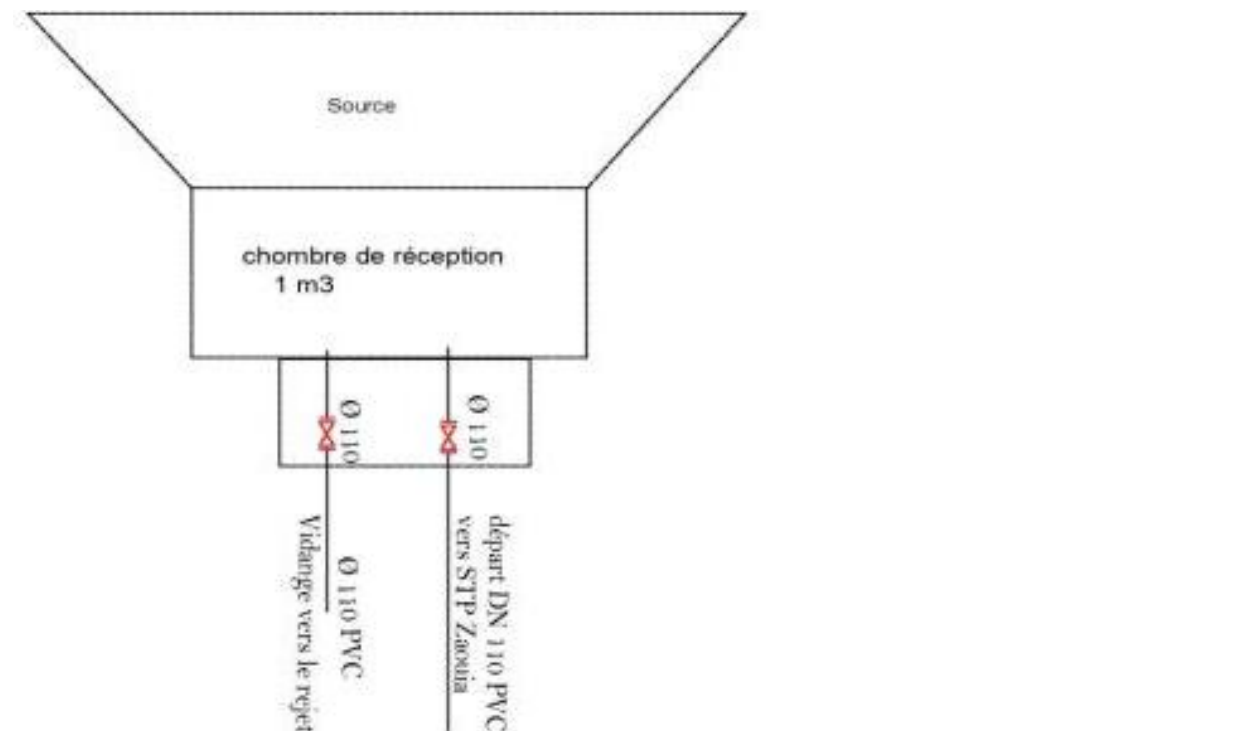 Source
chombre de réception
1 m3
Ø 110
Ø 110
Vidange vers le rejet
Ø 110 PVC
départ DN 110 PVC
vers STP Zaouia